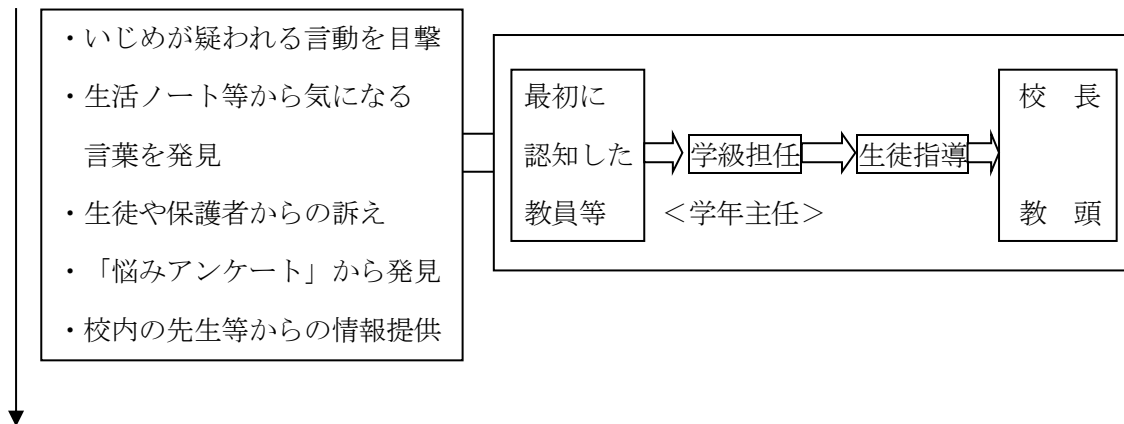 ・いじめが疑われる言動を目撃
・生活ノート等から気になる
言葉を発見
・生徒や保護者からの訴え
・「悩みアンケート」から発見
・校内の先生等からの情報提供
最初に
認知した
教員等
学級担任
＜学年主任＞
生徒指導
校　長
教　頭